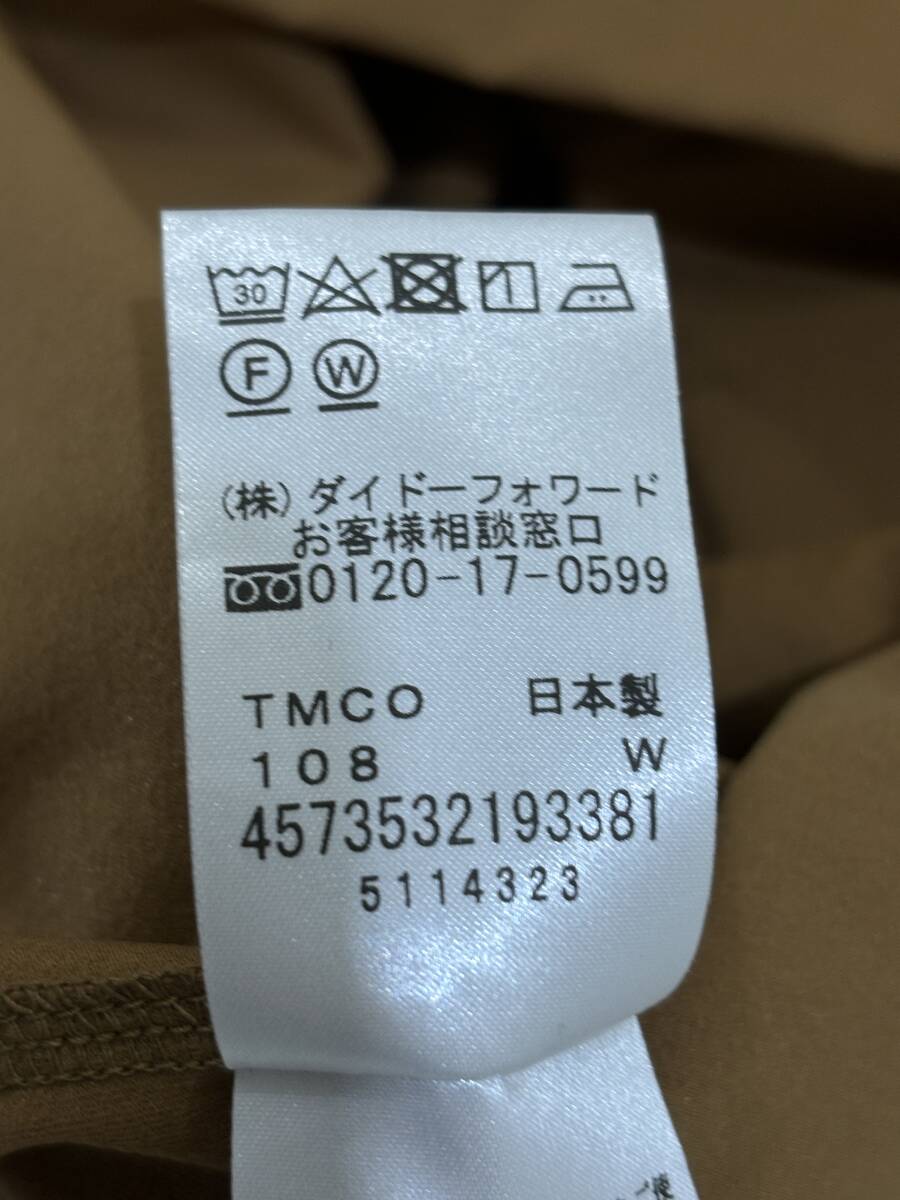 30
F W
(株)ダイドーフォワード
お客様相談窓口
0120-17-0599
TMCO 日本製
108 W
4573532193381
5114323